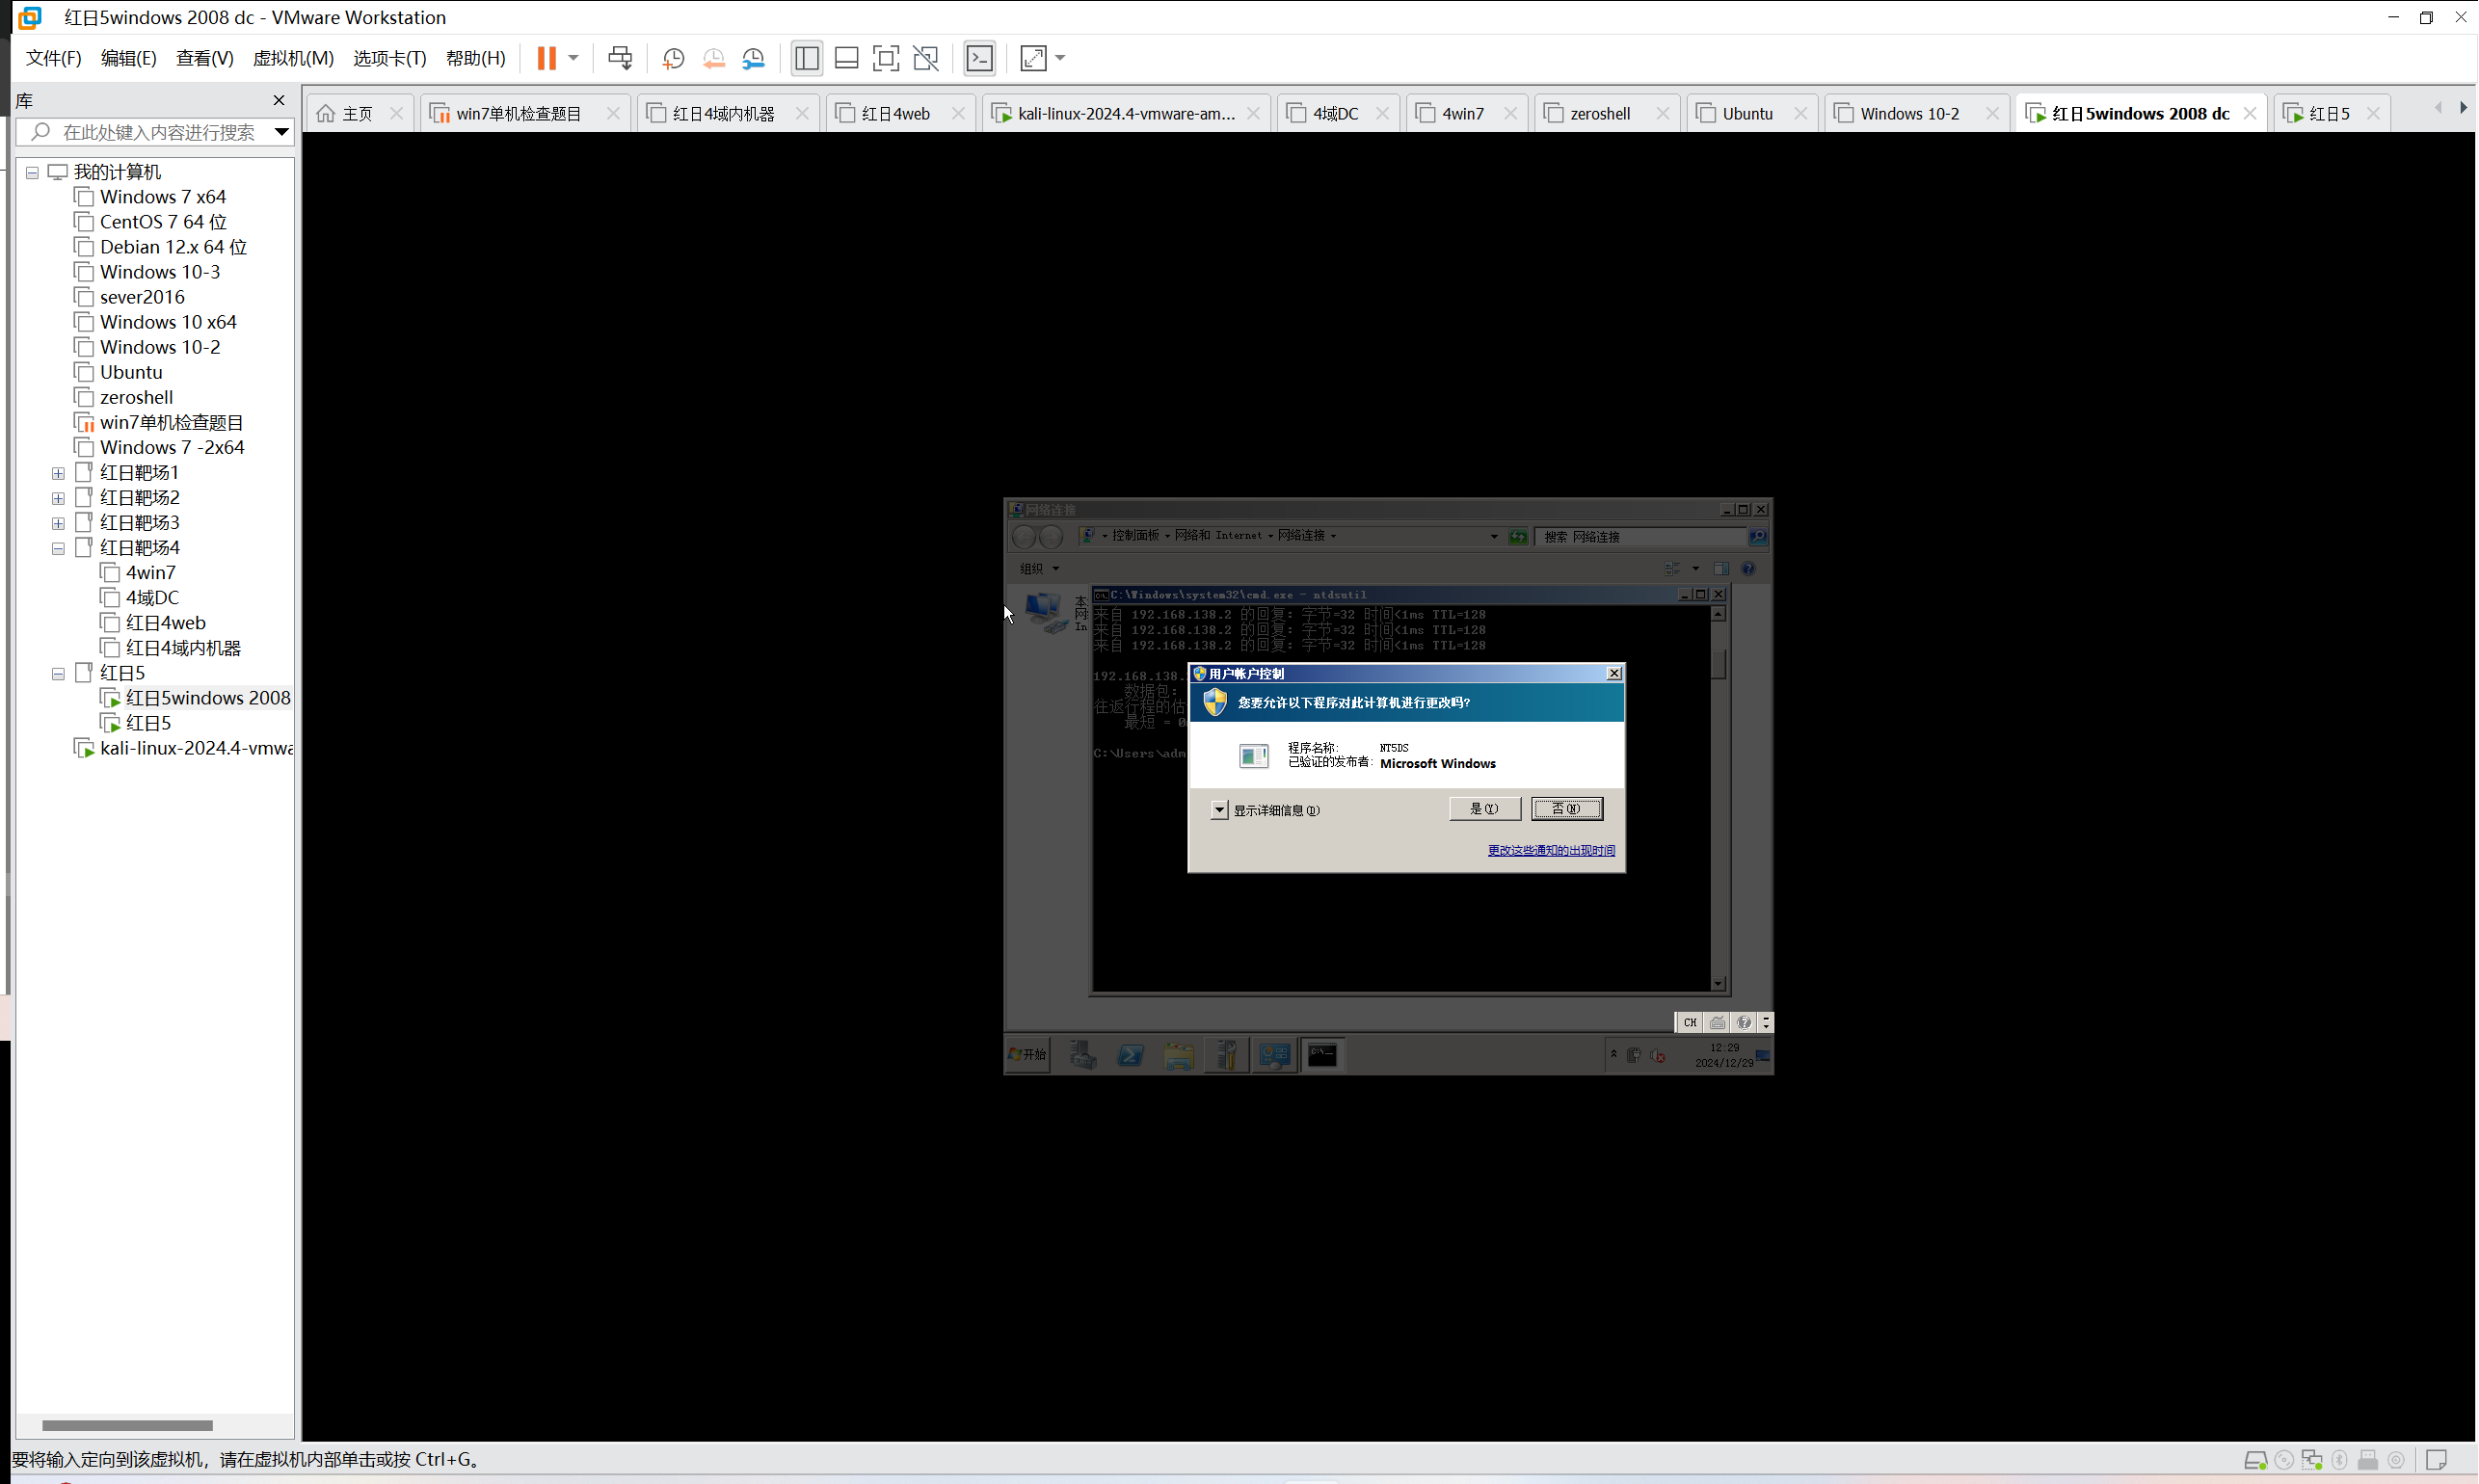 红日5windows 2008 dc - VMware Workstation
文件(F) 编辑(E) 查看(V) 虚拟机(M) 选项卡(T) 帮助(H)
库
在此处键入内容进行搜索
我的计算机
Windows 7 x64
CentOS 7 64 位
Debian 12.x 64 位
Windows 10-3
sever2016
Windows 10 x64
Windows 10-2
Ubuntu
zeroshell
win7单机检查题目
Windows 7 -2x64
红日靶场1
红日靶场2
红日靶场3
红日靶场4
4win7
4域DC
红日4web
红日4域内机器
红日5
红日5windows 2008
红日5
kali-linux-2024.4-vmwa
主页 win7单机检查题目 红日4域内机器 红日4web kali-linux-2024.4-vmware-am... 4域DC 4win7 zeroshell Ubuntu Windows 10-2 红日5windows 2008 dc 红日5
网络连接
控制面板 网络和 Internet 网络连接
搜索 网络连接
组织
本
网
In
C:\Windows\system32\cmd.exe - ntdsutil
来自 192.168.138.2 的回复: 字节=32 时间<1ms TTL=128
来自 192.168.138.2 的回复: 字节=32 时间<1ms TTL=128
来自 192.168.138.2 的回复: 字节=32 时间<1ms TTL=128
192.168.138.
数据包:
往返行程的估
最短 = 0
C:\Users\adm
用户帐户控制
您要允许以下程序对此计算机进行更改吗?
程序名称: NT5DS
已验证的发布者: Microsoft Windows
显示详细信息(D)
是(Y) 否(N)
更改这些通知的出现时间
CH
开始
12:29
2024/12/29
要将输入定向到该虚拟机，请在虚拟机内部单击或按 Ctrl+G。